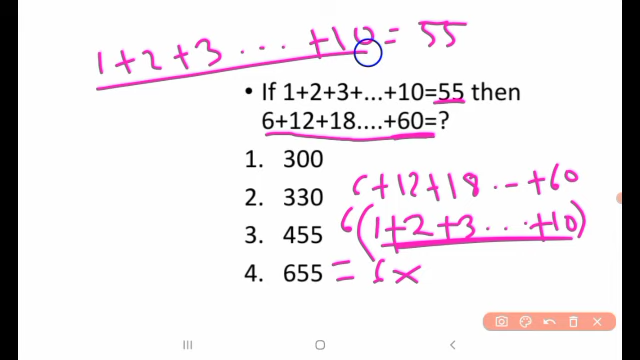 1+2+3 ... +10 = 55
• If 1+2+3+...+10=55 then
6+12+18....+60=?
1. 300
2. 330
3. 455
4. 655
6+12+18 ... +60
6(1+2+3 ... +10)
= 6×